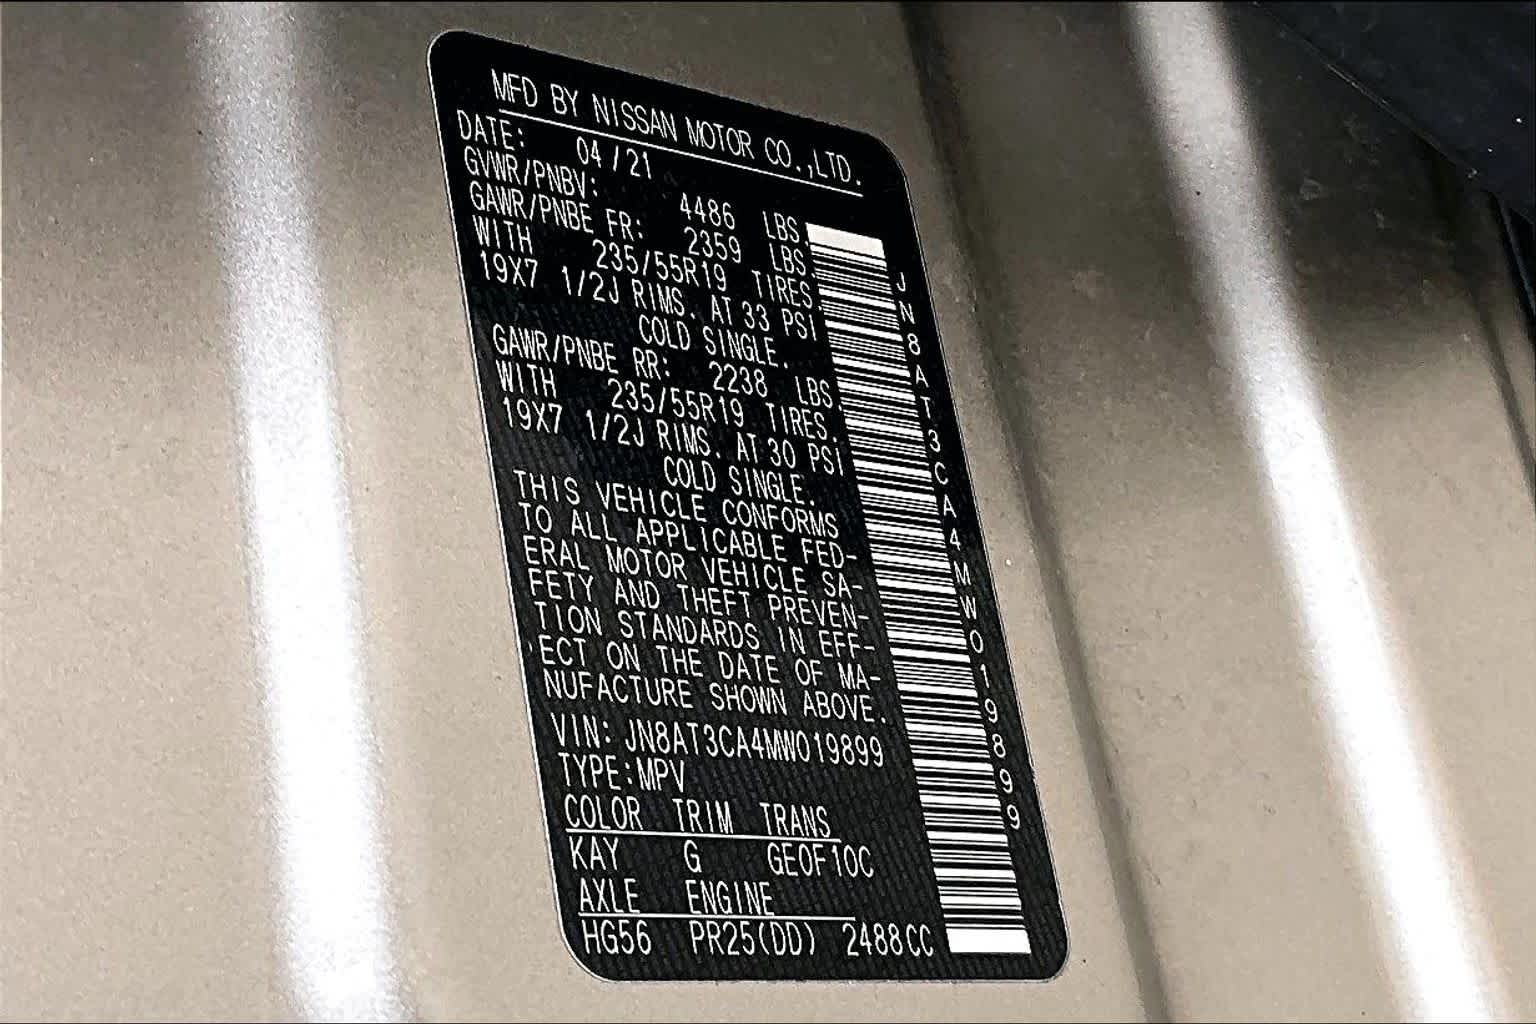 MFD BY NISSAN MOTOR CO.,LTD.
DATE: 04/21
GVWR/PNBV: 4486 LBS.
GAWR/PNBE FR: 2359 LBS.
WITH 235/55R19 TIRES.
19X7 1/2J RIMS. AT 33 PSI
COLD SINGLE.
GAWR/PNBE RR: 2238 LBS.
WITH 235/55R19 TIRES.
19X7 1/2J RIMS. AT 30 PSI
COLD SINGLE.
THIS VEHICLE CONFORMS
TO ALL APPLICABLE FED-
ERAL MOTOR VEHICLE SA-
FETY AND THEFT PREVEN-
TION STANDARDS IN EFF-
ECT ON THE DATE OF MA-
NUFACTURE SHOWN ABOVE.
VIN: JN8AT3CA4MW019899
TYPE:MPV
COLOR TRIM TRANS
KAY G GE0F10C
AXLE ENGINE
HG56 PR25(DD) 2488CC
JN8AT3CA4MW019899